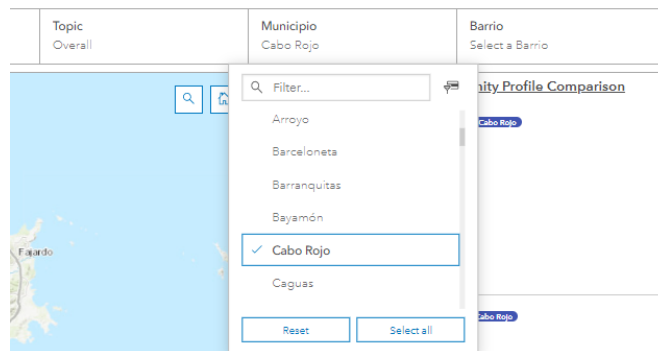 Topic
Overall
Municipio
Cabo Rojo
Barrio
Select a Barrio
Filter...
Arroyo
Barceloneta
Barranquitas
Bayamón
Cabo Rojo
Caguas
Reset
Select all
nity Profile Comparison
Cabo Rojo
Cabo Rojo
Fajardo